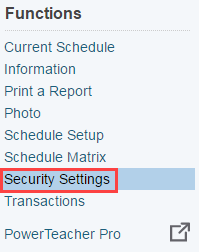 Functions
Current Schedule
Information
Print a Report
Photo
Schedule Setup
Schedule Matrix
Security Settings
Transactions
PowerTeacher Pro